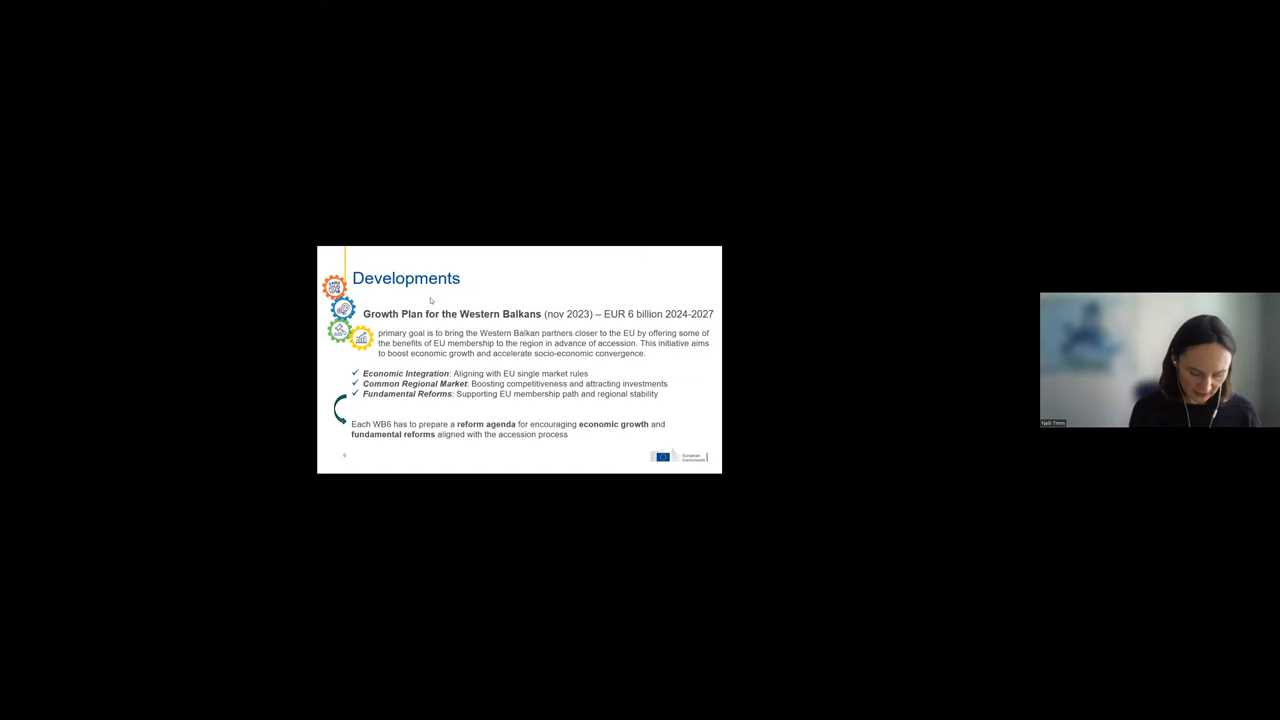 Developments
Growth Plan for the Western Balkans (nov 2023) – EUR 6 billion 2024-2027
primary goal is to bring the Western Balkan partners closer to the EU by offering some of
the benefits of EU membership to the region in advance of accession. This initiative aims
to boost economic growth and accelerate socio-economic convergence.
Economic Integration: Aligning with EU single market rules
Common Regional Market: Boosting competitiveness and attracting investments
Fundamental Reforms: Supporting EU membership path and regional stability
Each WB6 has to prepare a reform agenda for encouraging economic growth and
fundamental reforms aligned with the accession process
European
Commission
Nelli Timm